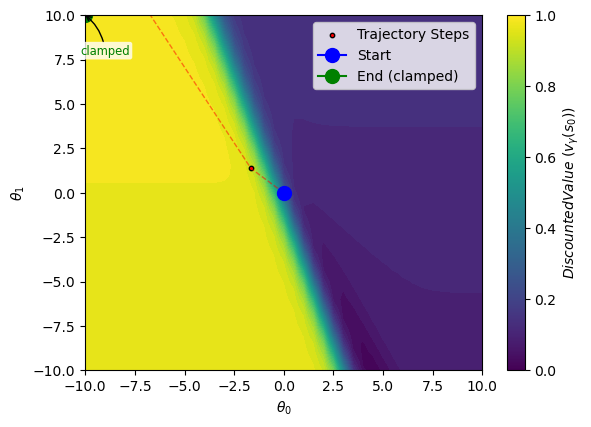 10.0
7.5
5.0
2.5
0.0
−2.5
−5.0
−7.5
−10.0
θ₁
clamped
Trajectory Steps
Start
End (clamped)
−10.0 −7.5 −5.0 −2.5 0.0 2.5 5.0 7.5 10.0
θ₀
1.0
0.8
0.6
0.4
0.2
0.0
DiscountedValue (vᵧ(s₀))